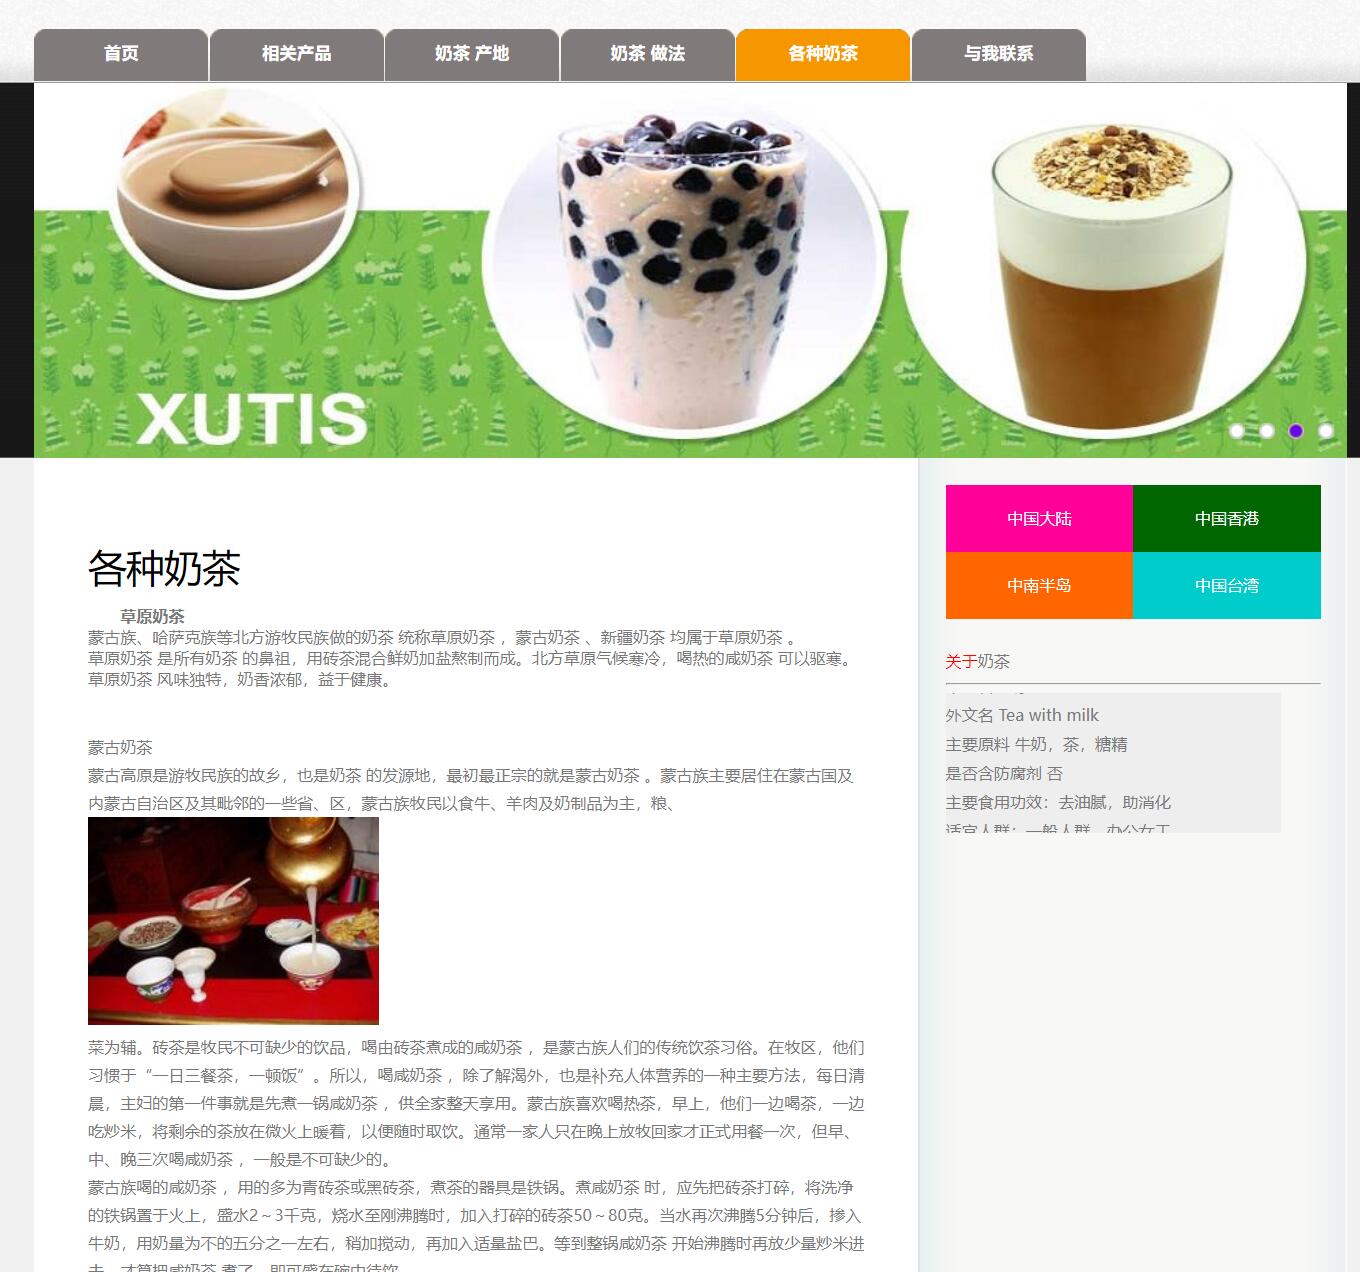 首页 相关产品 奶茶 产地 奶茶 做法 各种奶茶 与我联系
XUTIS
各种奶茶
草原奶茶
蒙古族、哈萨克族等北方游牧民族做的奶茶 统称草原奶茶 ，蒙古奶茶 、新疆奶茶 均属于草原奶茶 。
草原奶茶 是所有奶茶 的鼻祖，用砖茶混合鲜奶加盐熬制而成。北方草原气候寒冷，喝热的咸奶茶 可以驱寒。
草原奶茶 风味独特，奶香浓郁，益于健康。
蒙古奶茶
蒙古高原是游牧民族的故乡，也是奶茶 的发源地，最初最正宗的就是蒙古奶茶 。蒙古族主要居住在蒙古国及
内蒙古自治区及其毗邻的一些省、区，蒙古族牧民以食牛、羊肉及奶制品为主，粮、
菜为辅。砖茶是牧民不可缺少的饮品，喝由砖茶煮成的咸奶茶 ，是蒙古族人们的传统饮茶习俗。在牧区，他们
习惯于“一日三餐茶，一顿饭”。所以，喝咸奶茶 ，除了解渴外，也是补充人体营养的一种主要方法，每日清
晨，主妇的第一件事就是先煮一锅咸奶茶 ，供全家整天享用。蒙古族喜欢喝热茶，早上，他们一边喝茶，一边
吃炒米，将剩余的茶放在微火上暖着，以便随时取饮。通常一家人只在晚上放牧回家才正式用餐一次，但早、
中、晚三次喝咸奶茶 ，一般是不可缺少的。
蒙古族喝的咸奶茶 ，用的多为青砖茶或黑砖茶，煮茶的器具是铁锅。煮咸奶茶 时，应先把砖茶打碎，将洗净
的铁锅置于火上，盛水2～3千克，烧水至刚沸腾时，加入打碎的砖茶50～80克。当水再次沸腾5分钟后，掺入
牛奶，用奶量为不的五分之一左右，稍加搅动，再加入适量盐巴。等到整锅咸奶茶 开始沸腾时再放少量炒米进
去，才算把咸奶茶 煮了，即可盛在碗中待饮
中国大陆 中国香港
中南半岛 中国台湾
关于奶茶
外文名 Tea with milk
主要原料 牛奶，茶，糖精
是否含防腐剂 否
主要食用功效：去油腻，助消化
适宜人群：一般人群，办公女工